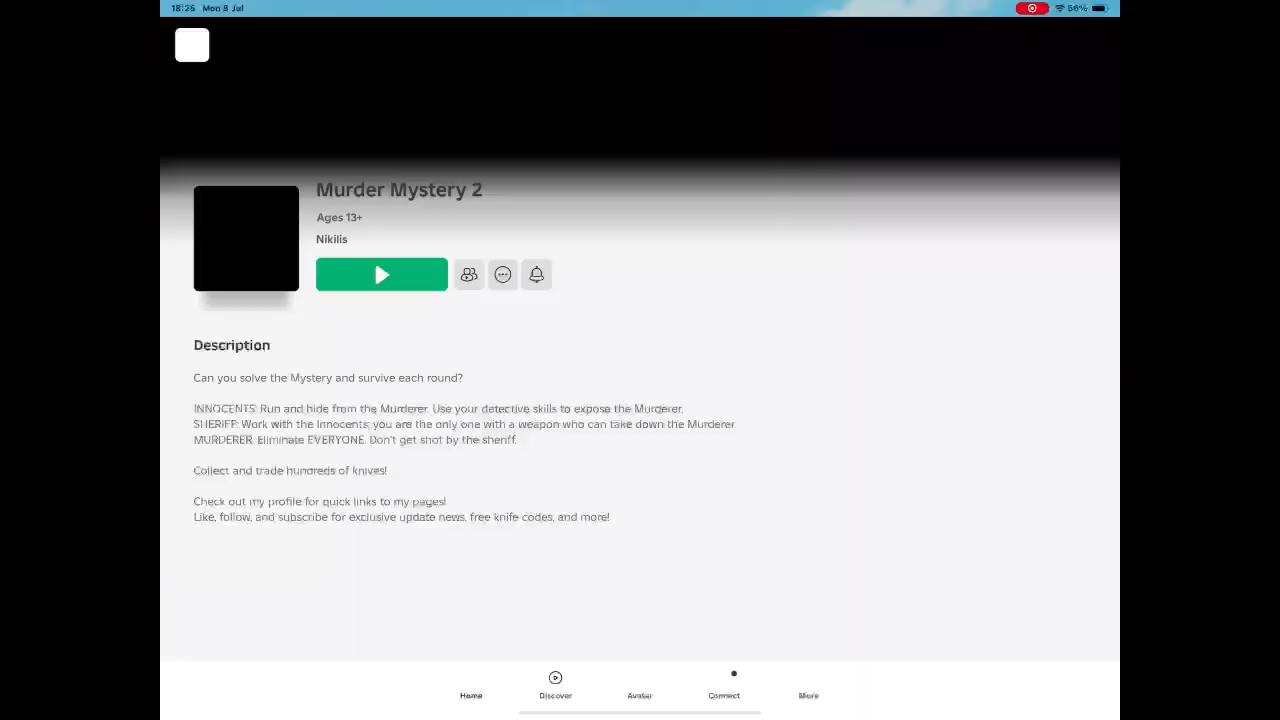 18:26 Mon 8 Jul
56%
Murder Mystery 2
Ages 13+
Nikilis
Description
Can you solve the Mystery and survive each round?
INNOCENTS: Run and hide from the Murderer. Use your detective skills to expose the Murderer.
SHERIFF: Work with the Innocents; you are the only one with a weapon who can take down the Murderer.
MURDERER: Eliminate EVERYONE. Don't get shot by the sheriff.
Collect and trade hundreds of knives!
Check out my profile for quick links to my pages!
Like, follow, and subscribe for exclusive update news, free knife codes, and more!
Home Discover Avatar Connect More